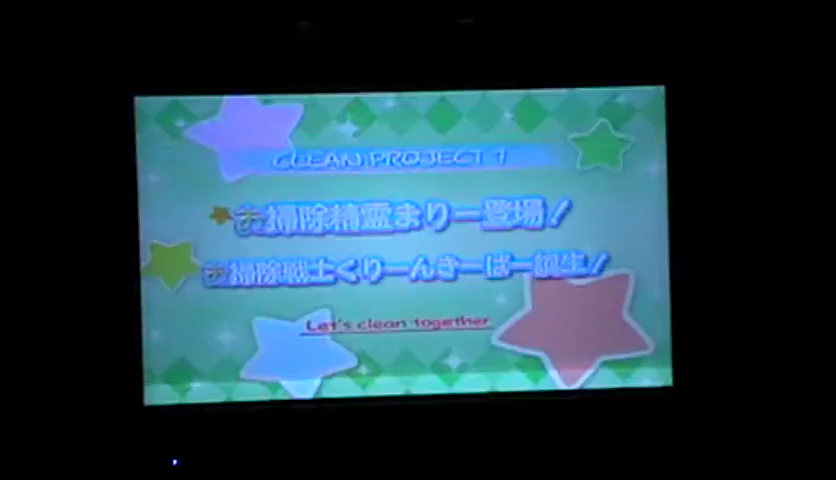 CLEAN PROJECT 1
お掃除精霊まりー登場！
お掃除戦士くりーんきーぱー誕生！
Let's clean together